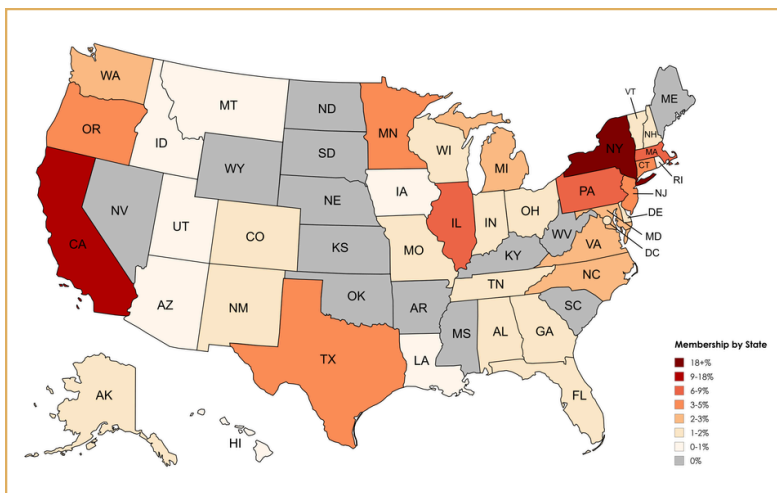 WA
MT
ND
ME
VT
NH
OR
ID
MN
WI
NY
MA
CT
RI
SD
WY
MI
IA
PA
NJ
NE
NV
UT
CO
IL
IN
OH
DE
MD
DC
WV
VA
CA
KS
MO
KY
NC
TN
AZ
NM
OK
AR
SC
MS
AL
GA
TX
LA
FL
AK
HI
Membership by State
18+%
9-18%
6-9%
3-5%
2-3%
1-2%
0-1%
0%